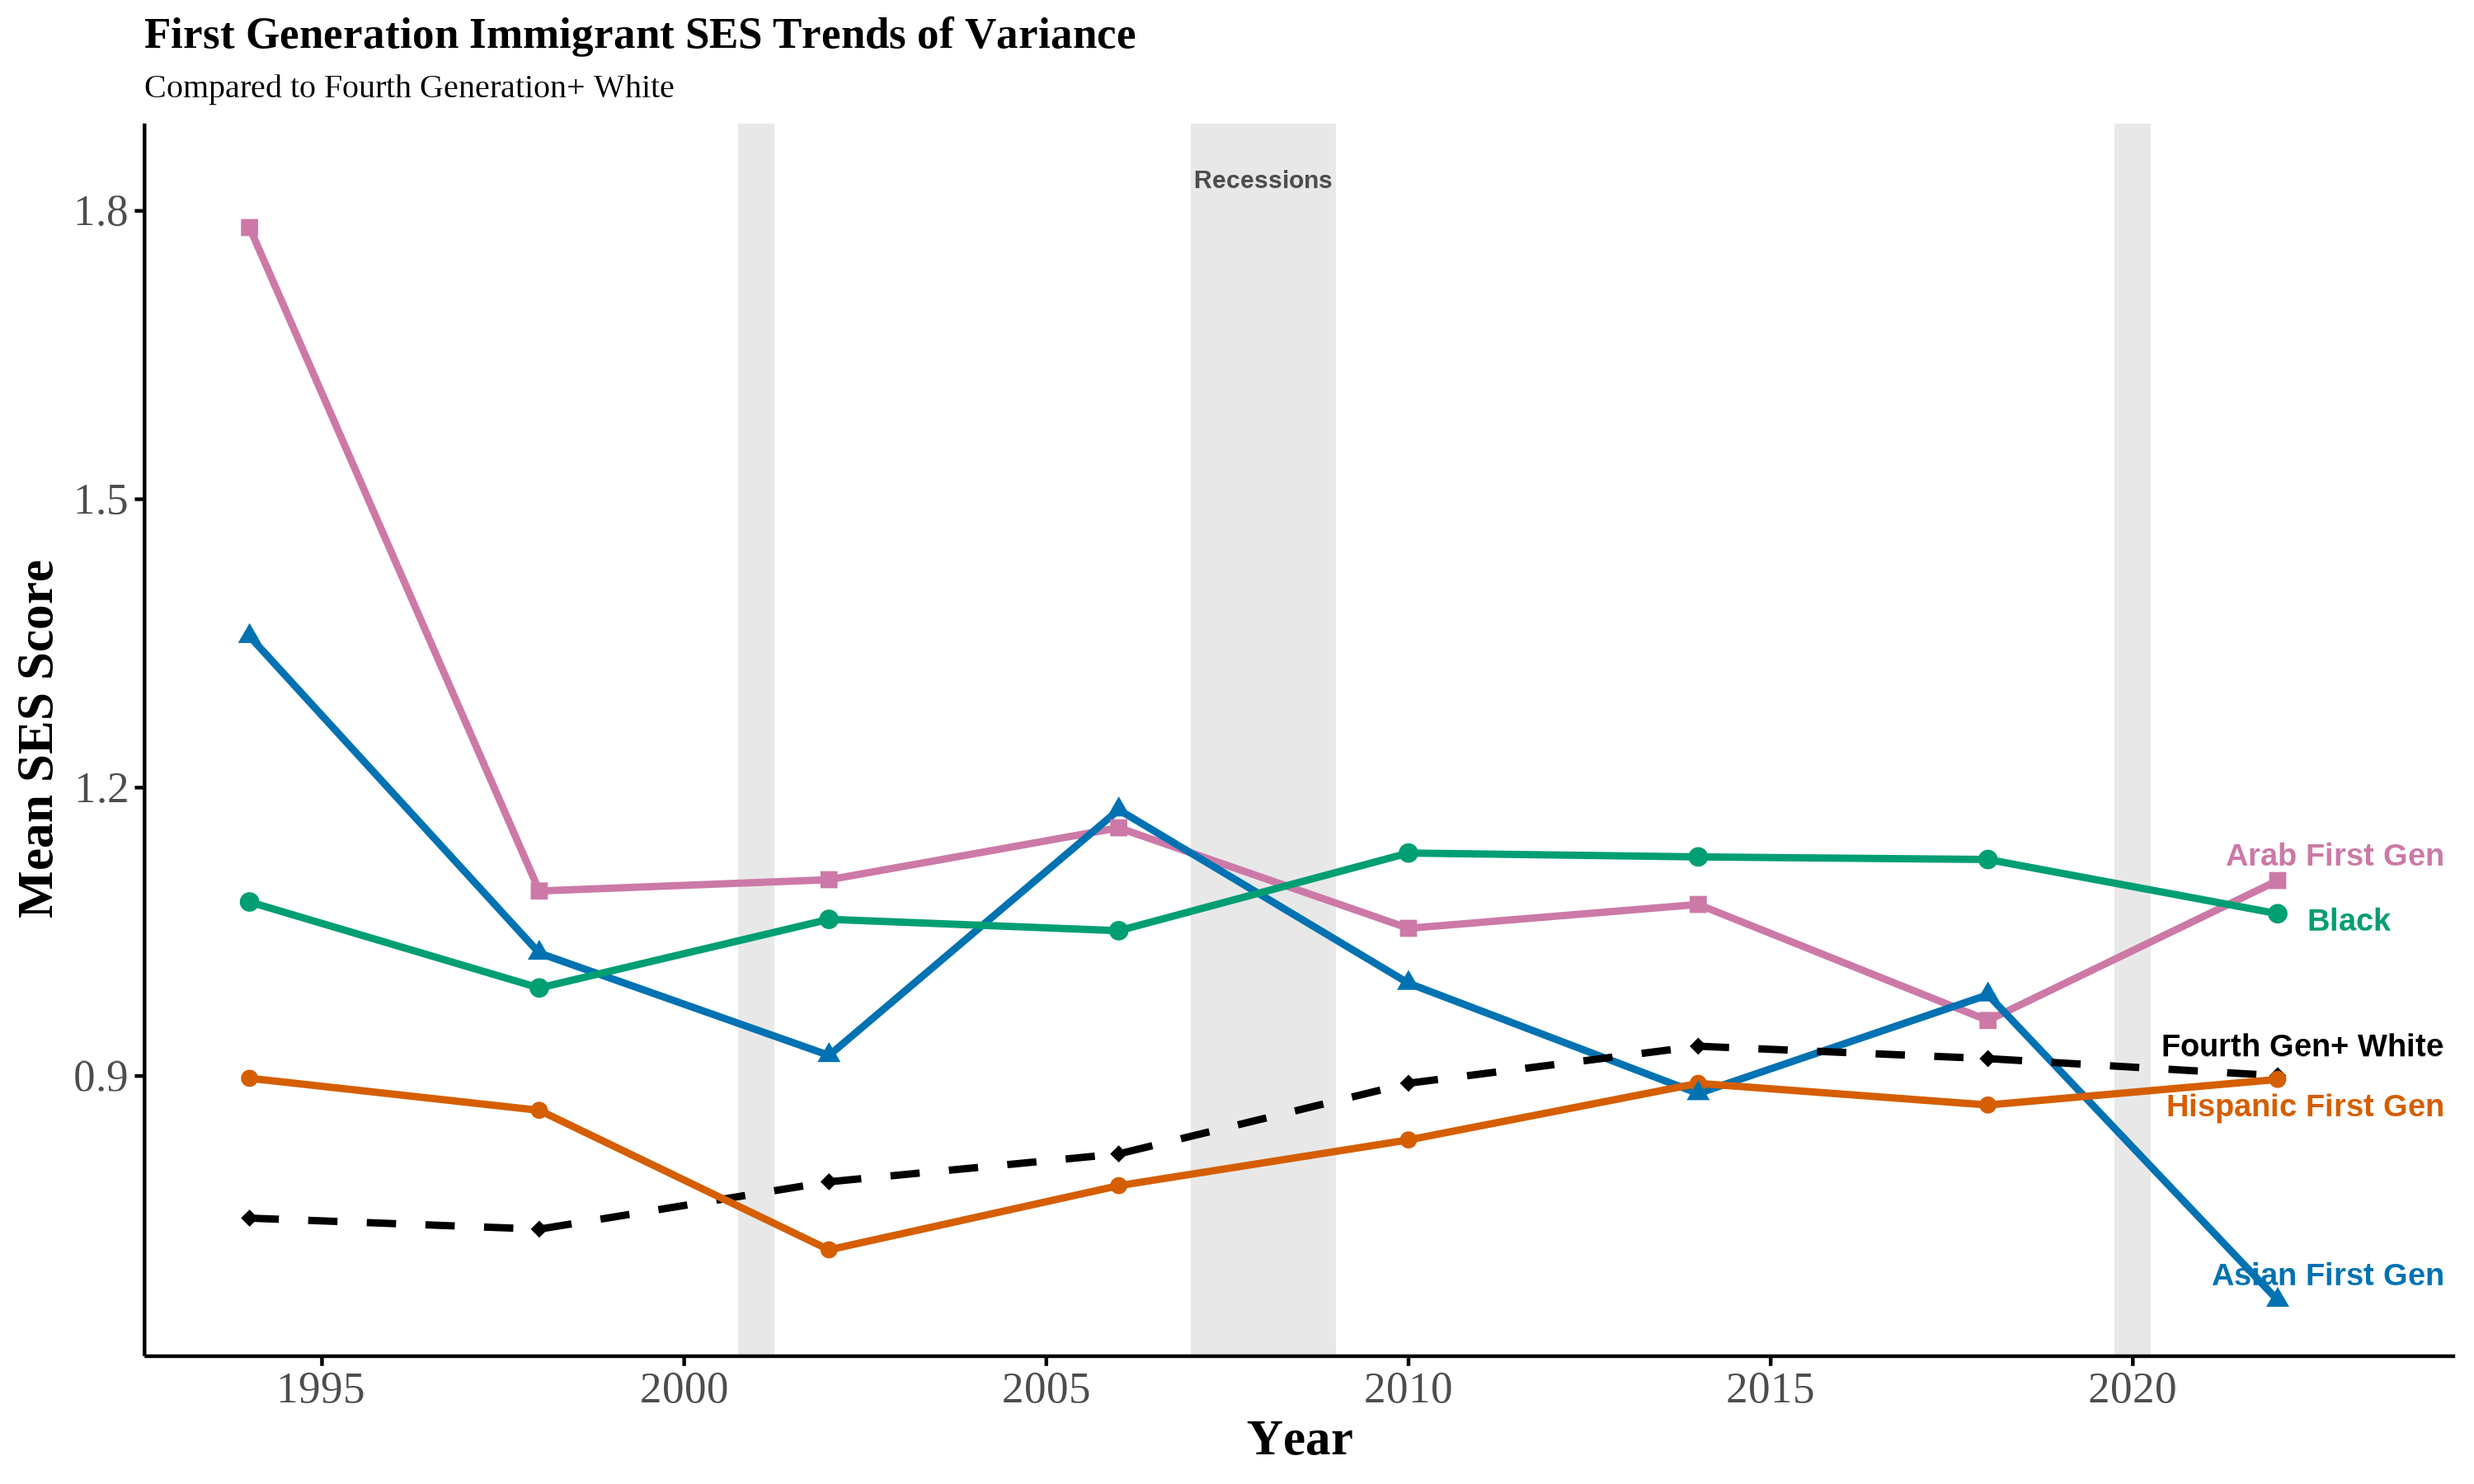 First Generation Immigrant SES Trends of Variance
Compared to Fourth Generation+ White
Recessions
1.8
1.5
1.2
0.9
Mean SES Score
Arab First Gen
Black
Fourth Gen+ White
Hispanic First Gen
Asian First Gen
1995 2000 2005 2010 2015 2020
Year